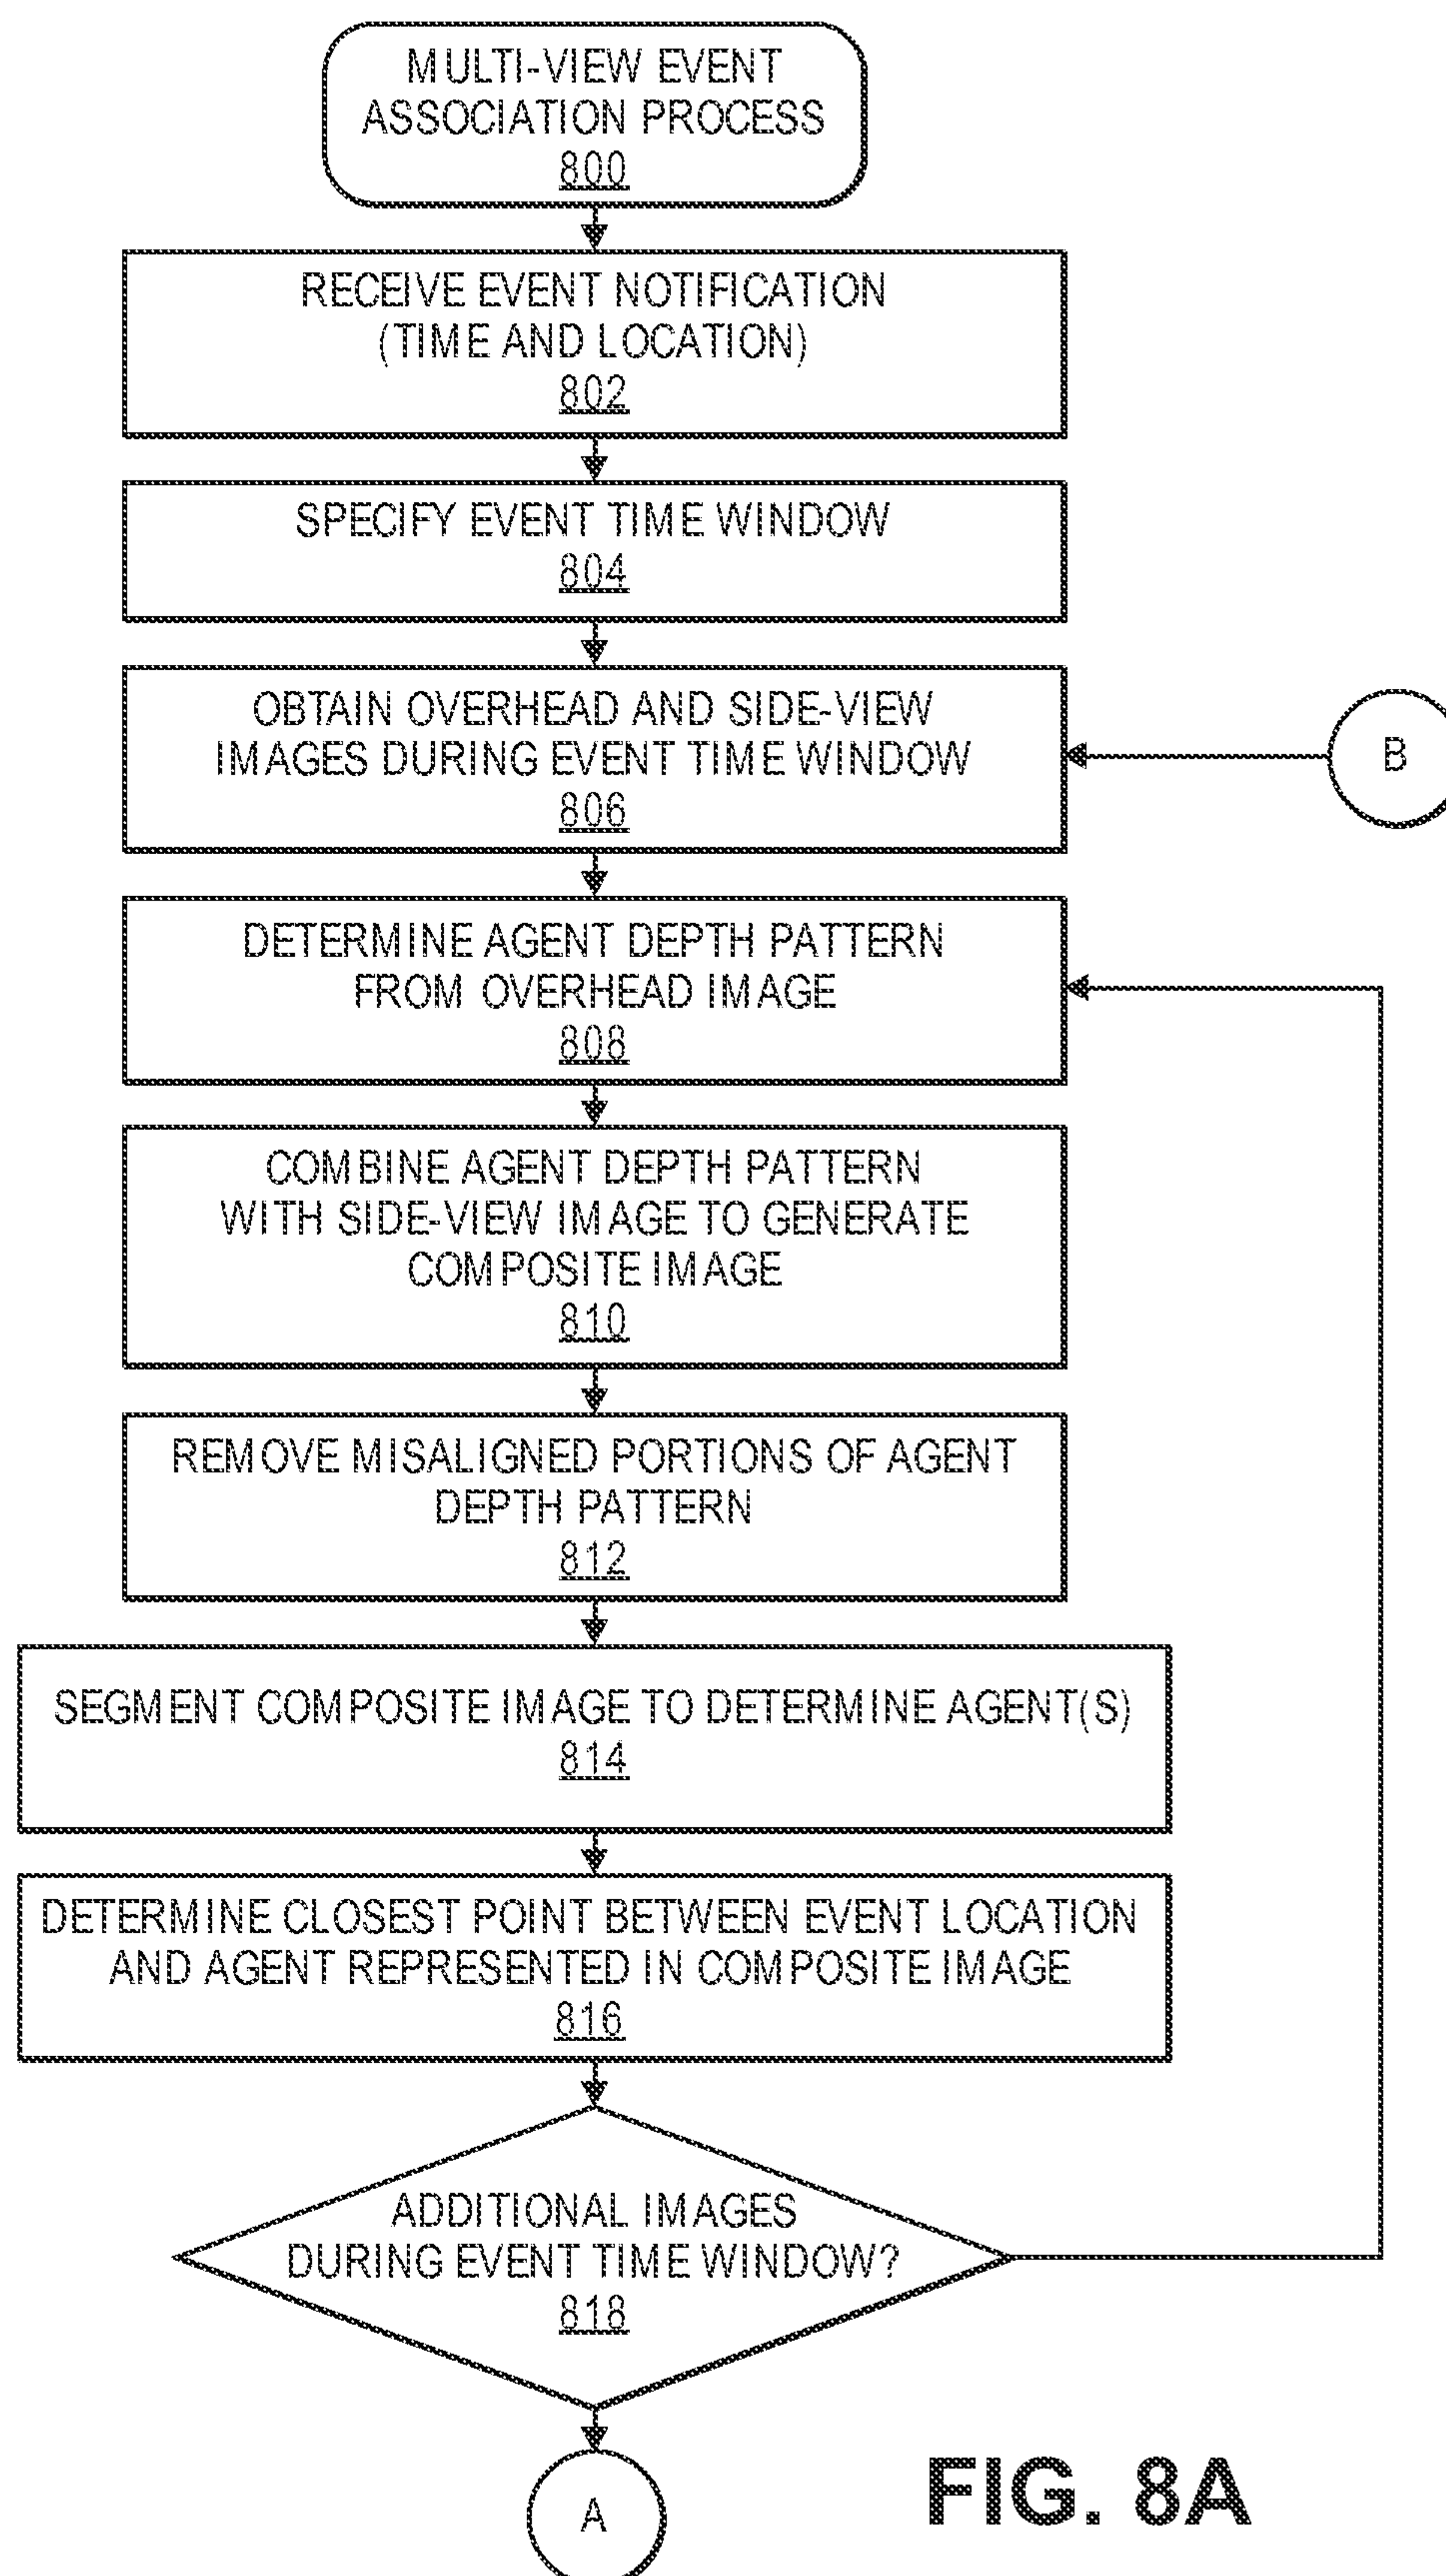 MULTI-VIEW EVENT
ASSOCIATION PROCESS
800
RECEIVE EVENT NOTIFICATION
(TIME AND LOCATION)
802
SPECIFY EVENT TIME WINDOW
804
OBTAIN OVERHEAD AND SIDE-VIEW
IMAGES DURING EVENT TIME WINDOW
806
B
DETERMINE AGENT DEPTH PATTERN
FROM OVERHEAD IMAGE
808
COMBINE AGENT DEPTH PATTERN
WITH SIDE-VIEW IMAGE TO GENERATE
COMPOSITE IMAGE
810
REMOVE MISALIGNED PORTIONS OF AGENT
DEPTH PATTERN
812
SEGMENT COMPOSITE IMAGE TO DETERMINE AGENT(S)
814
DETERMINE CLOSEST POINT BETWEEN EVENT LOCATION
AND AGENT REPRESENTED IN COMPOSITE IMAGE
816
ADDITIONAL IMAGES
DURING EVENT TIME WINDOW?
818
A
FIG. 8A